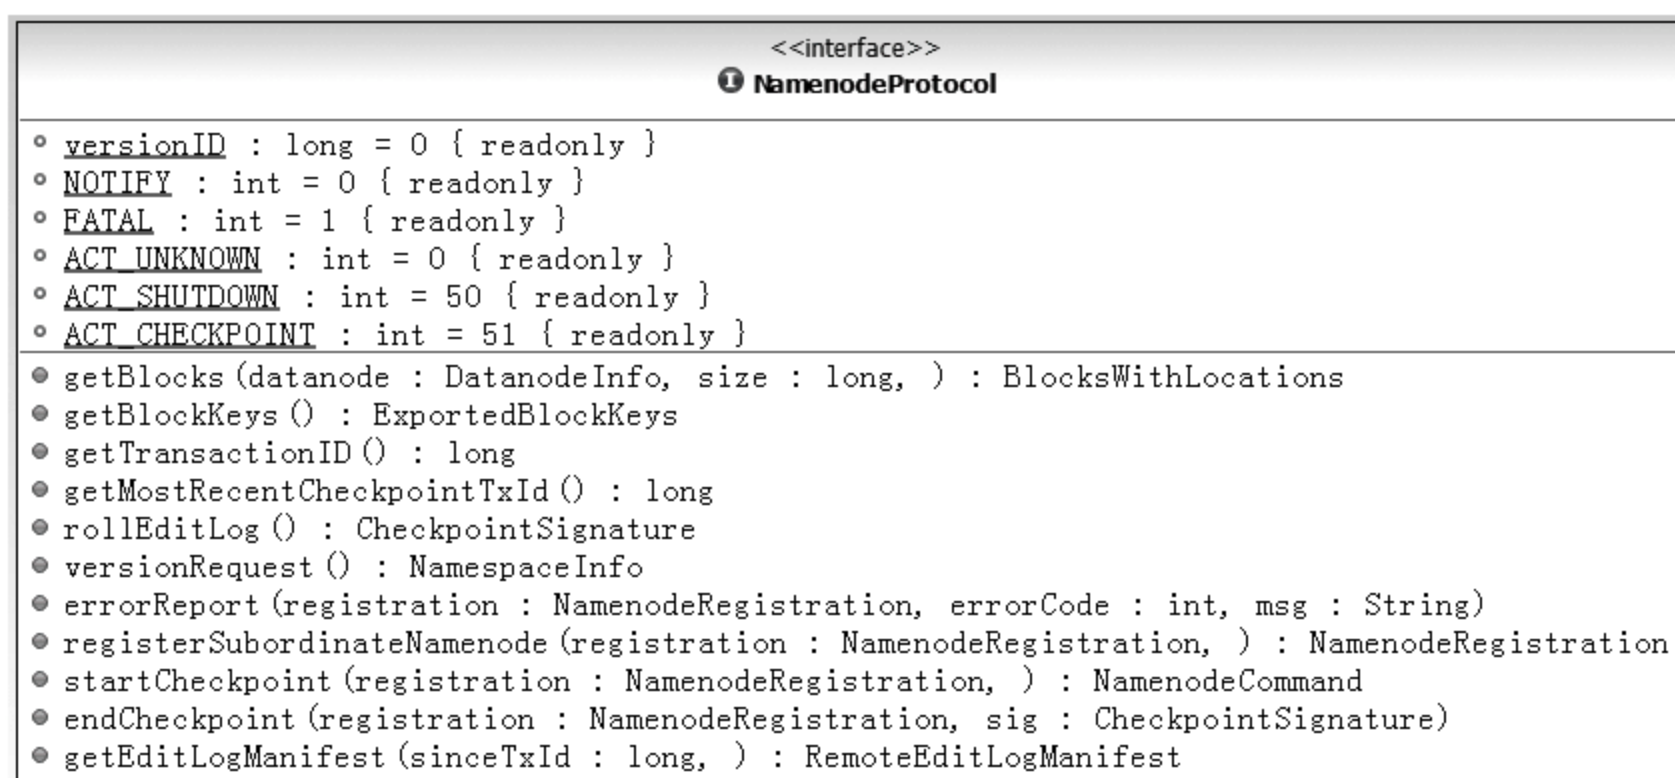 <<interface>>
NamenodeProtocol
versionID : long = 0 { readonly }
NOTIFY : int = 0 { readonly }
FATAL : int = 1 { readonly }
ACT_UNKNOWN : int = 0 { readonly }
ACT_SHUTDOWN : int = 50 { readonly }
ACT_CHECKPOINT : int = 51 { readonly }
getBlocks(datanode : DatanodeInfo, size : long, ) : BlocksWithLocations
getBlockKeys() : ExportedBlockKeys
getTransactionID() : long
getMostRecentCheckpointTxId() : long
rollEditLog() : CheckpointSignature
versionRequest() : NamespaceInfo
errorReport(registration : NamenodeRegistration, errorCode : int, msg : String)
registerSubordinateNamenode(registration : NamenodeRegistration, ) : NamenodeRegistration
startCheckpoint(registration : NamenodeRegistration, ) : NamenodeCommand
endCheckpoint(registration : NamenodeRegistration, sig : CheckpointSignature)
getEditLogManifest(sinceTxId : long, ) : RemoteEditLogManifest